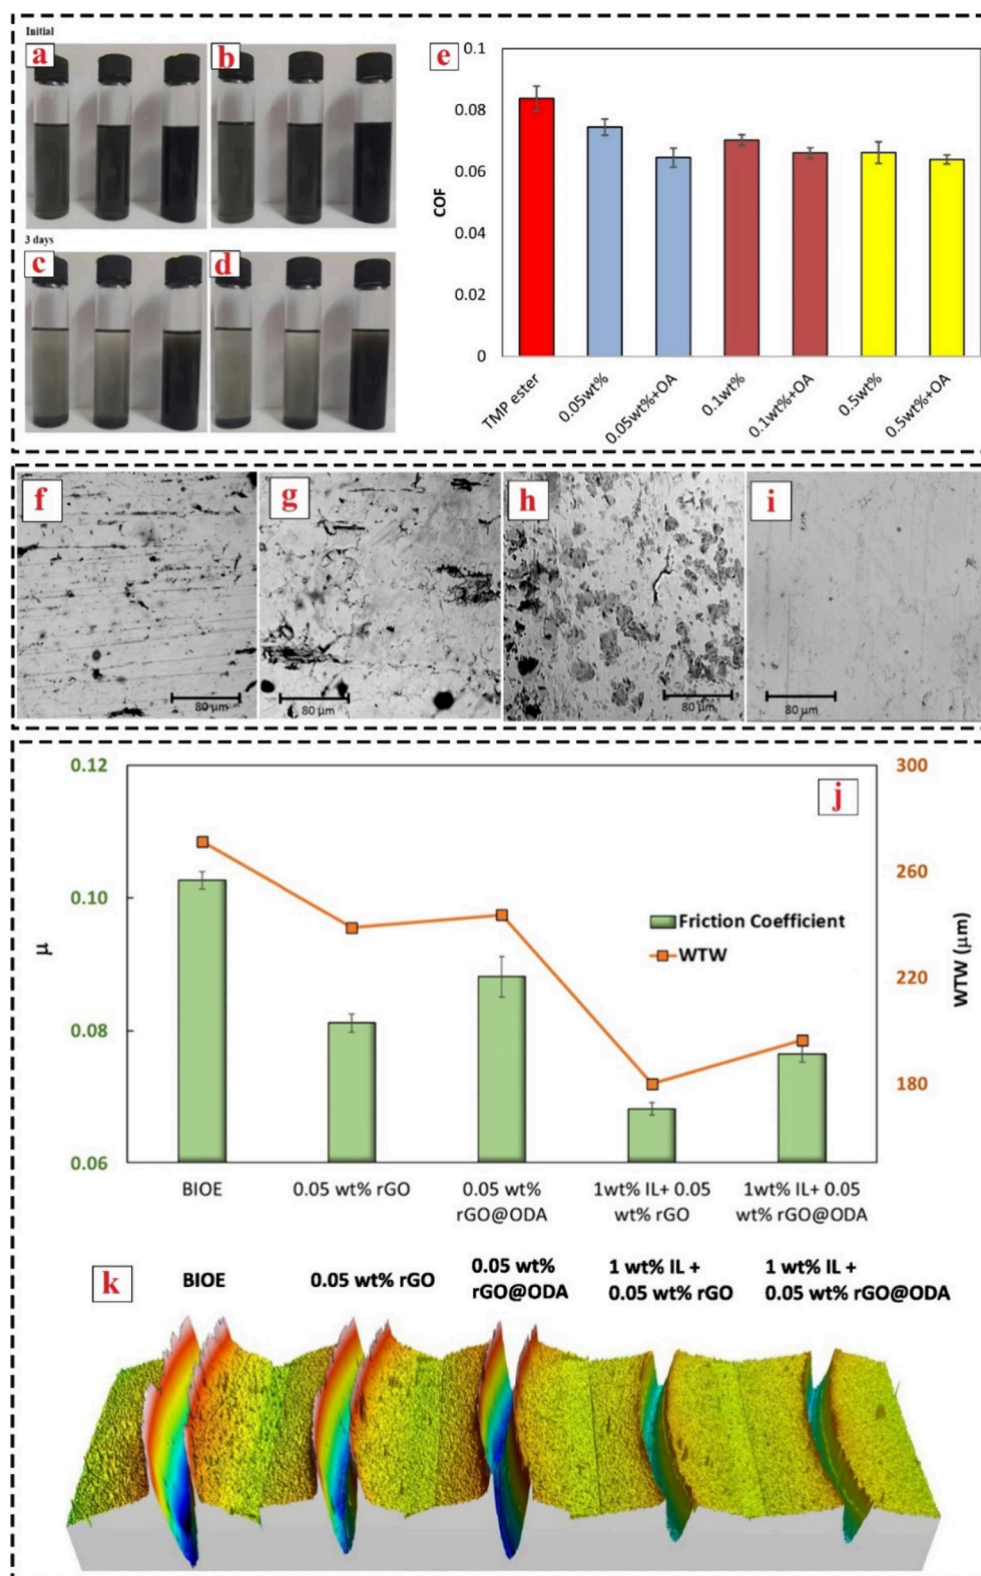 Initial
a
b
3 days
c
d
e
0.1
0.08
0.06
0.04
0.02
0
COF
TMP ester
0.05wt%
0.05wt%+OA
0.1wt%
0.1wt%+OA
0.5wt%
0.5wt%+OA
f
g
h
i
80 µm
80 µm
80 µm
80 µm
j
0.12
0.10
0.08
0.06
µ
300
260
220
180
WTW (µm)
Friction Coefficient
WTW
BIOE
0.05 wt% rGO
0.05 wt%
rGO@ODA
1wt% IL+ 0.05
wt% rGO
1wt% IL+ 0.05
wt% rGO@ODA
k
BIOE
0.05 wt% rGO
0.05 wt%
rGO@ODA
1 wt% IL +
0.05 wt% rGO
1 wt% IL +
0.05 wt% rGO@ODA